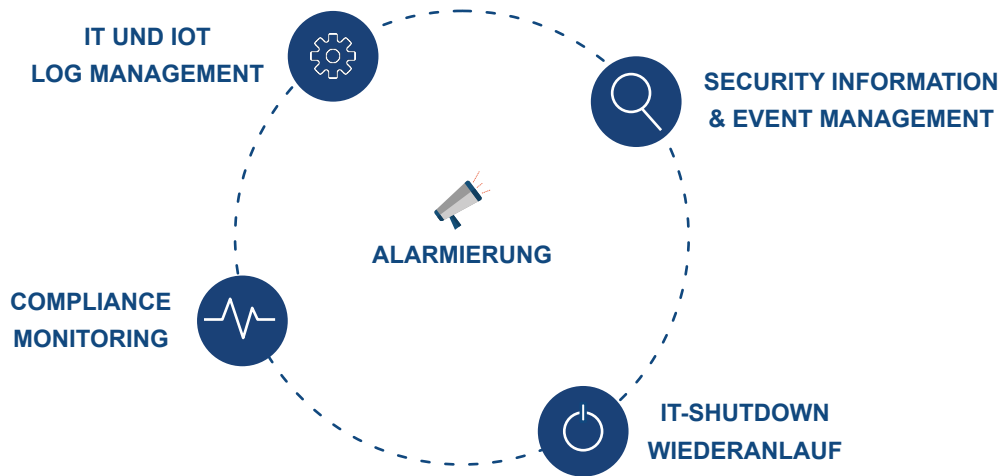 IT UND IOT
LOG MANAGEMENT
SECURITY INFORMATION
& EVENT MANAGEMENT
ALARMIERUNG
COMPLIANCE
MONITORING
IT-SHUTDOWN
WIEDERANLAUF